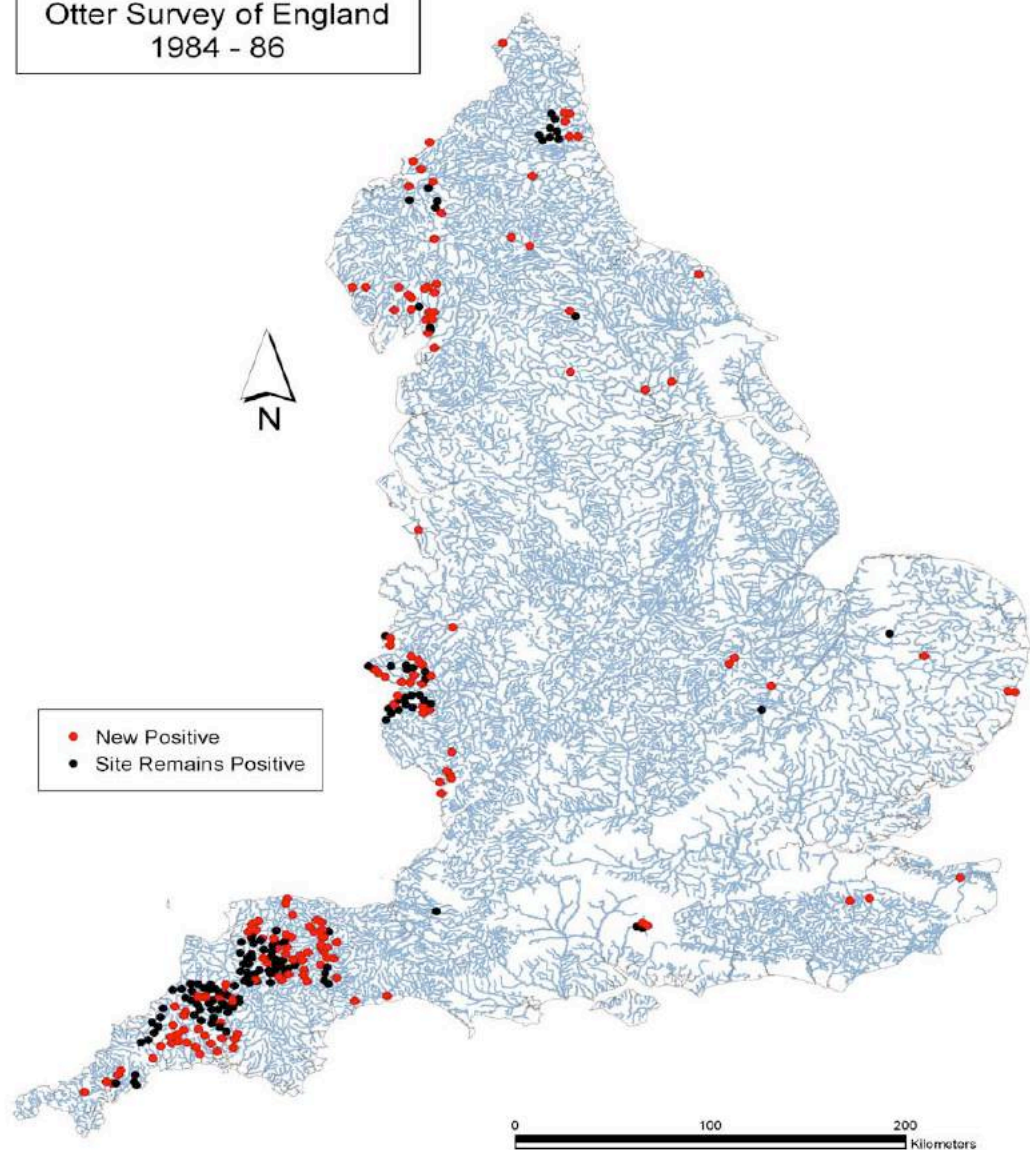 Otter Survey of England
1984 - 86
N
New Positive
Site Remains Positive
0 100 200
Kilometers